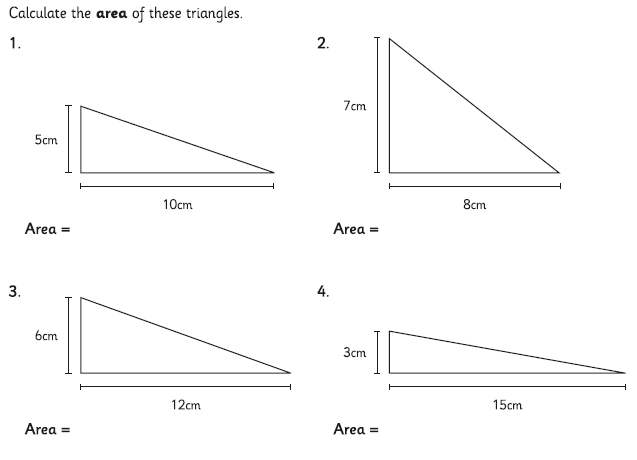 Calculate the area of these triangles.
1.
5cm
10cm
Area =
2.
7cm
8cm
Area =
3.
6cm
12cm
Area =
4.
3cm
15cm
Area =